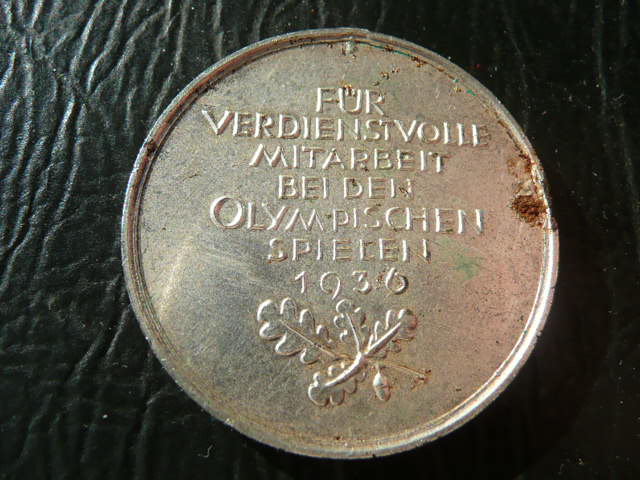 FÜR
VERDIENSTVOLLE
MITARBEIT
BEI DEN
OLYMPISCHEN
SPIELEN
1936